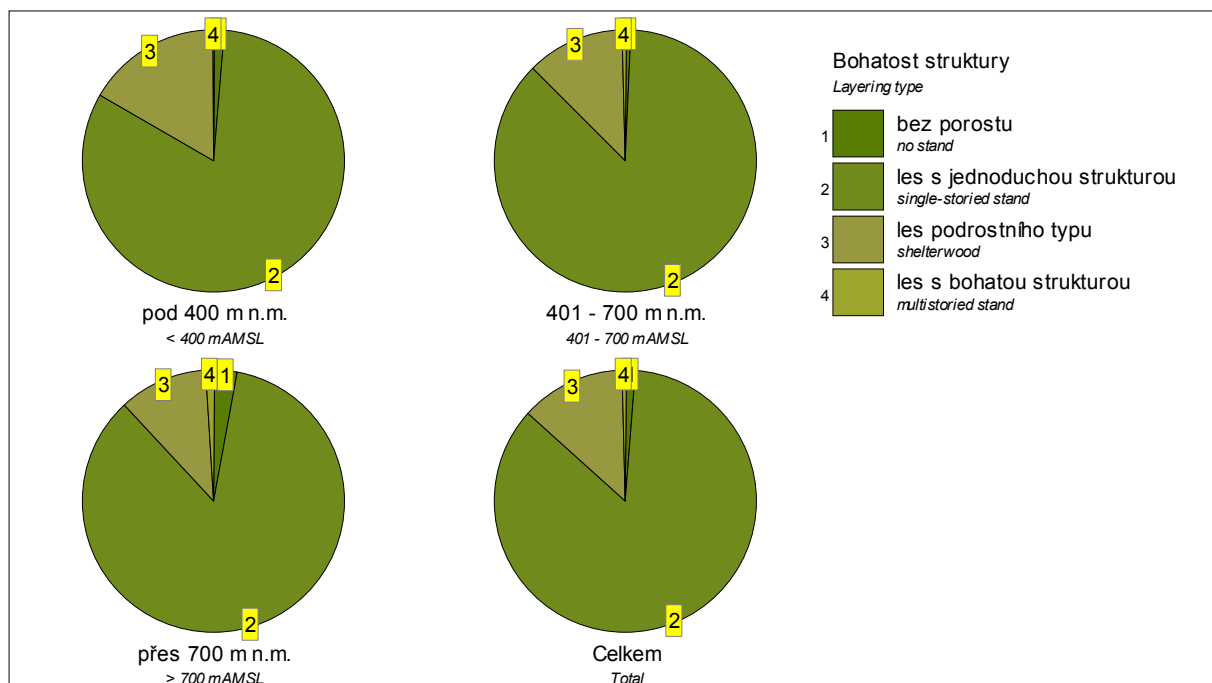 3
4
2
pod 400 m n.m.
< 400 mAMSL
3
4
2
401 - 700 m n.m.
401 - 700 mAMSL
3
4
1
2
přes 700 m n.m.
> 700 mAMSL
3
4
2
Celkem
Total
Bohatost struktury
Layering type
1 bez porostu
no stand
2 les s jednoduchou strukturou
single-storied stand
3 les podrostního typu
shelterwood
4 les s bohatou strukturou
multistoried stand